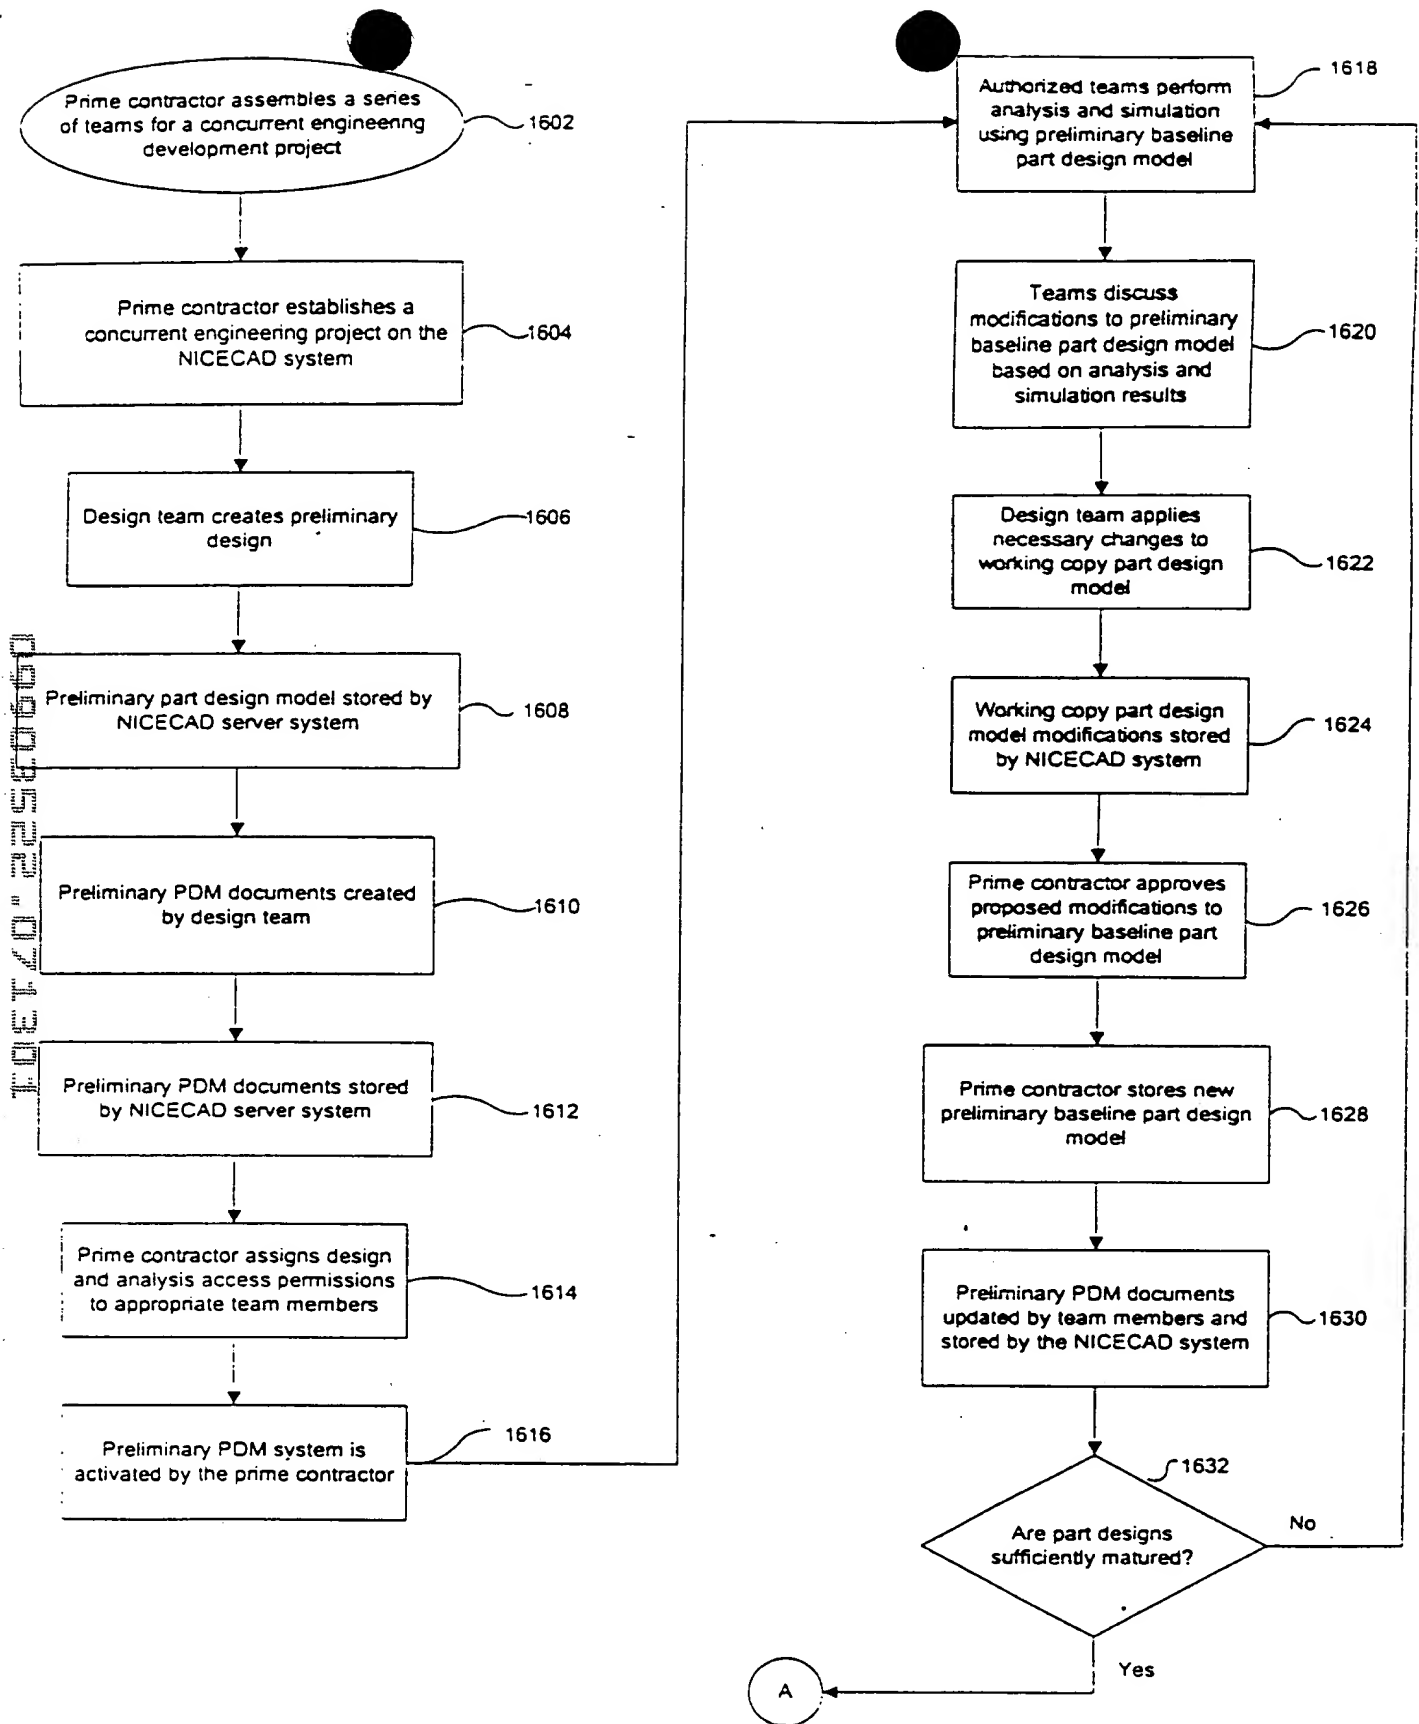 Prime contractor assembles a series
of teams for a concurrent engineering
development project
1602
Prime contractor establishes a
concurrent engineering project on the
NICECAD system
1604
Design team creates preliminary
design
1606
Preliminary part design model stored by
NICECAD server system
1608
Preliminary PDM documents created
by design team
1610
Preliminary PDM documents stored
by NICECAD server system
1612
Prime contractor assigns design
and analysis access permissions
to appropriate team members
1614
Preliminary PDM system is
activated by the prime contractor
1616
Authorized teams perform
analysis and simulation
using preliminary baseline
part design model
1618
Teams discuss
modifications to preliminary
baseline part design model
based on analysis and
simulation results
1620
Design team applies
necessary changes to
working copy part design
model
1622
Working copy part design
model modifications stored
by NICECAD system
1624
Prime contractor approves
proposed modifications to
preliminary baseline part
design model
1626
Prime contractor stores new
preliminary baseline part design
model
1628
Preliminary PDM documents
updated by team members and
stored by the NICECAD system
1630
Are part designs
sufficiently matured?
1632
No
Yes
A